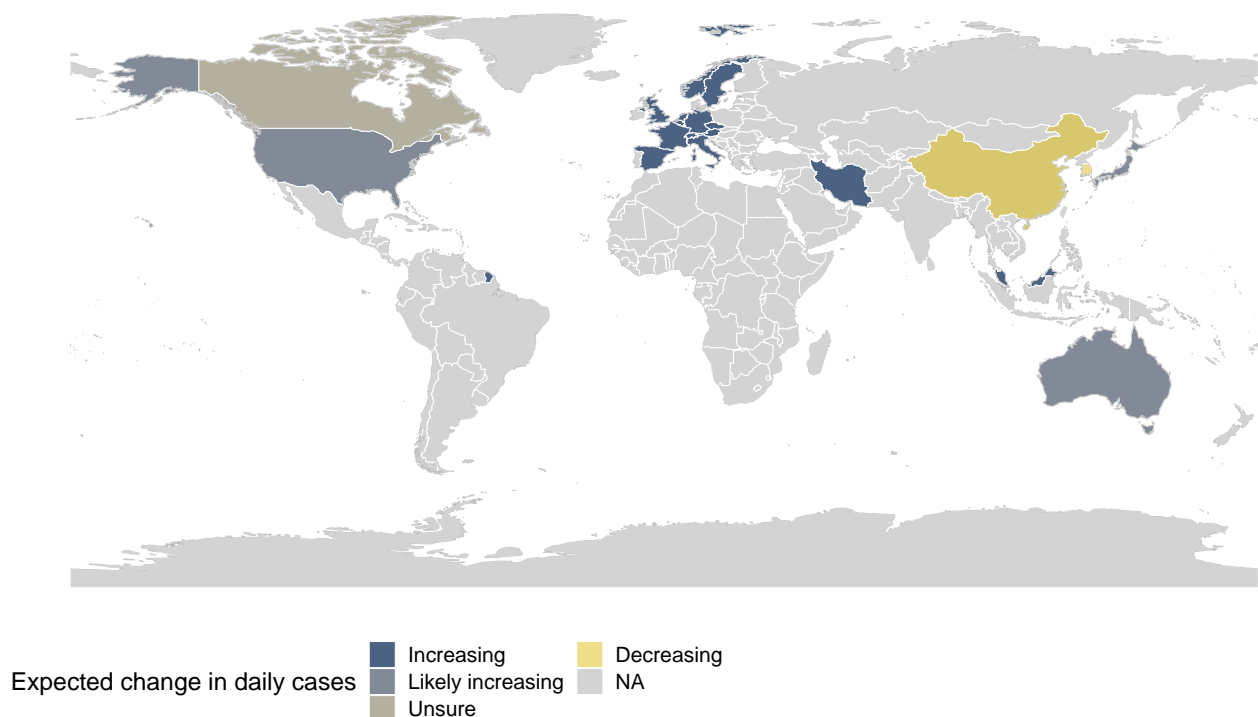 Expected change in daily cases
Increasing
Likely increasing
Unsure
Decreasing
NA